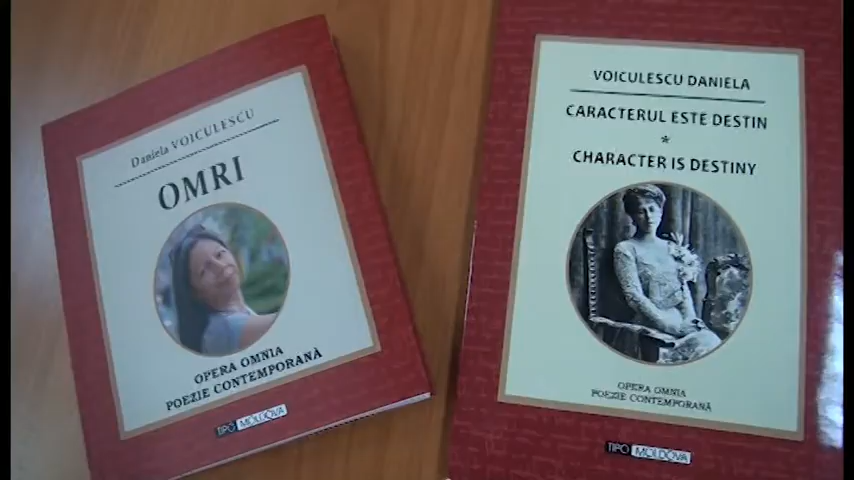 Daniela VOICULESCU
OMRI
OPERA OMNIA
POEZIE CONTEMPORANĂ
TIPO MOLDOVA
VOICULESCU DANIELA
CARACTERUL ESTE DESTIN
*
CHARACTER IS DESTINY
OPERA OMNIA
POEZIE CONTEMPORANĂ
TIPO MOLDOVA